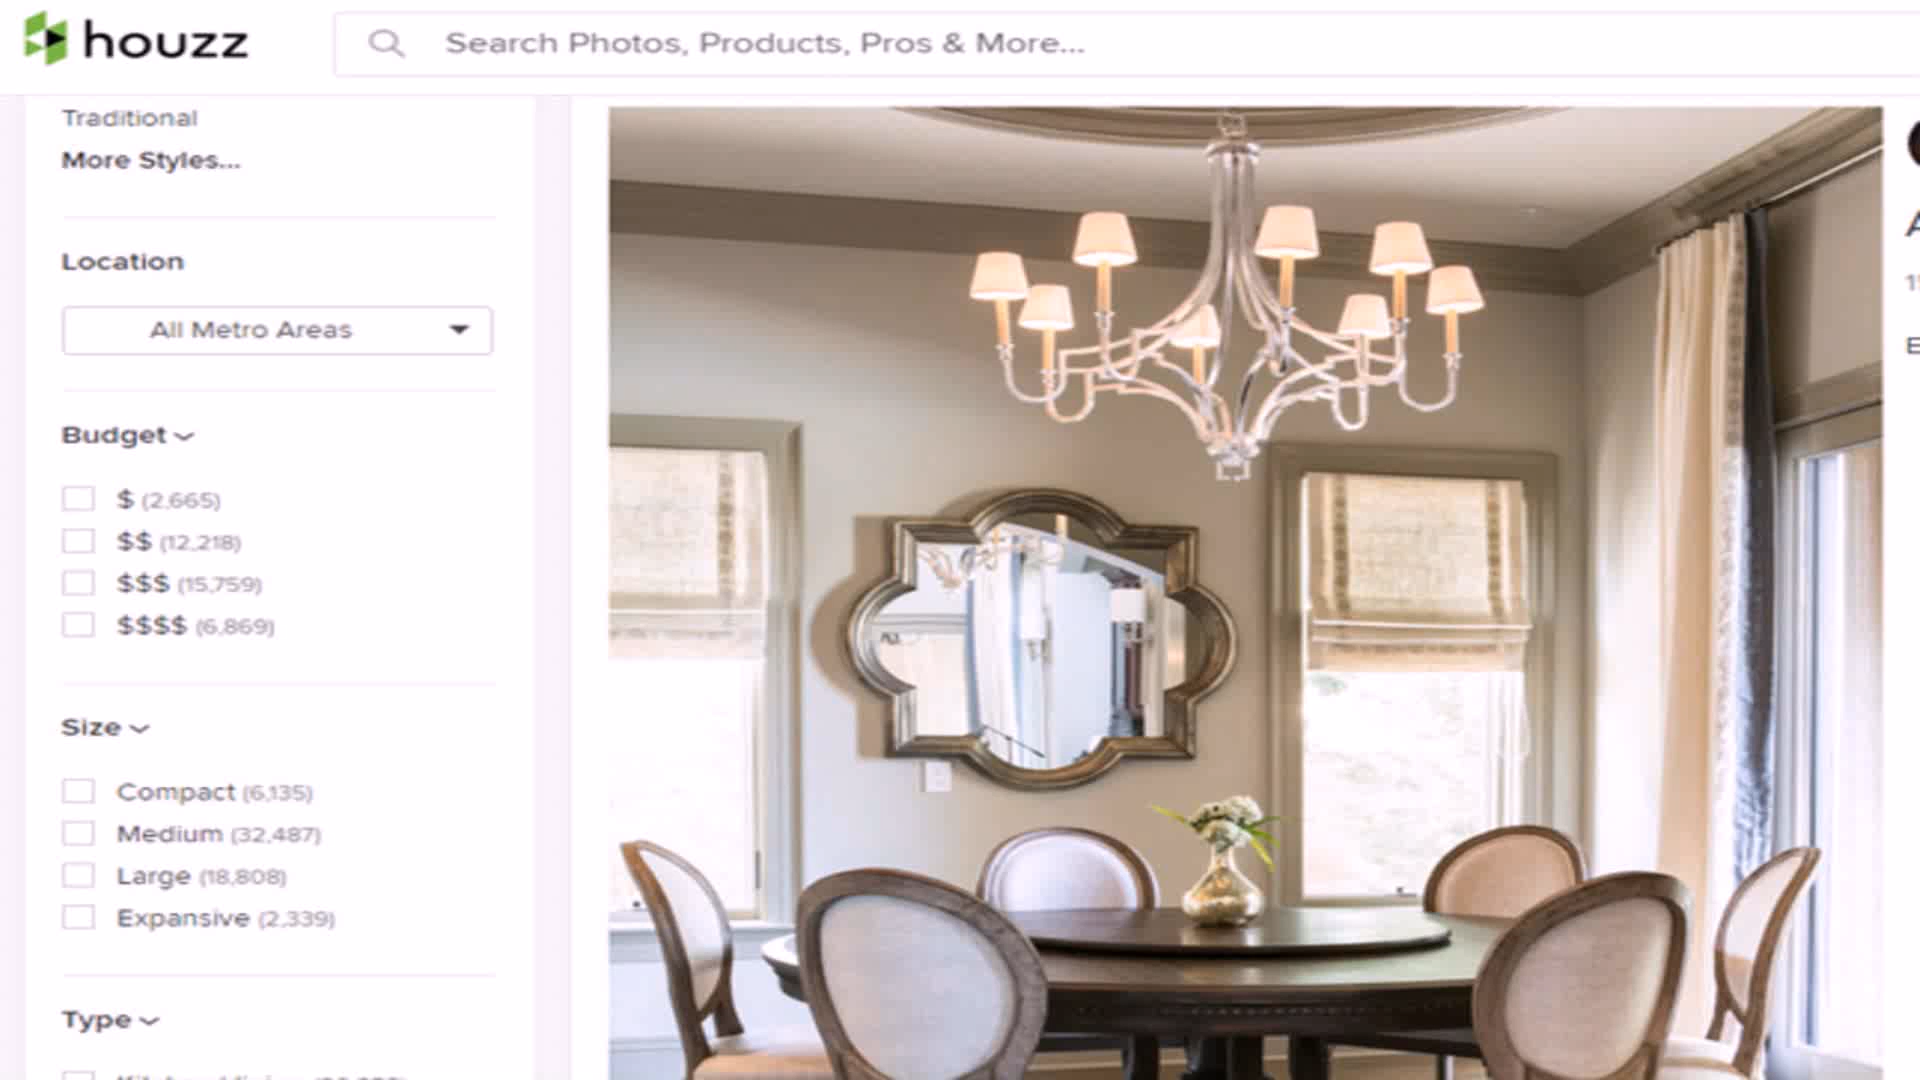 houzz
Search Photos, Products, Pros & More...
Traditional
More Styles...
Location
All Metro Areas
Budget
$ (2,665)
$$ (12,218)
$$$ (15,759)
$$$$ (6,869)
Size
Compact (6,135)
Medium (32,487)
Large (18,808)
Expansive (2,339)
Type